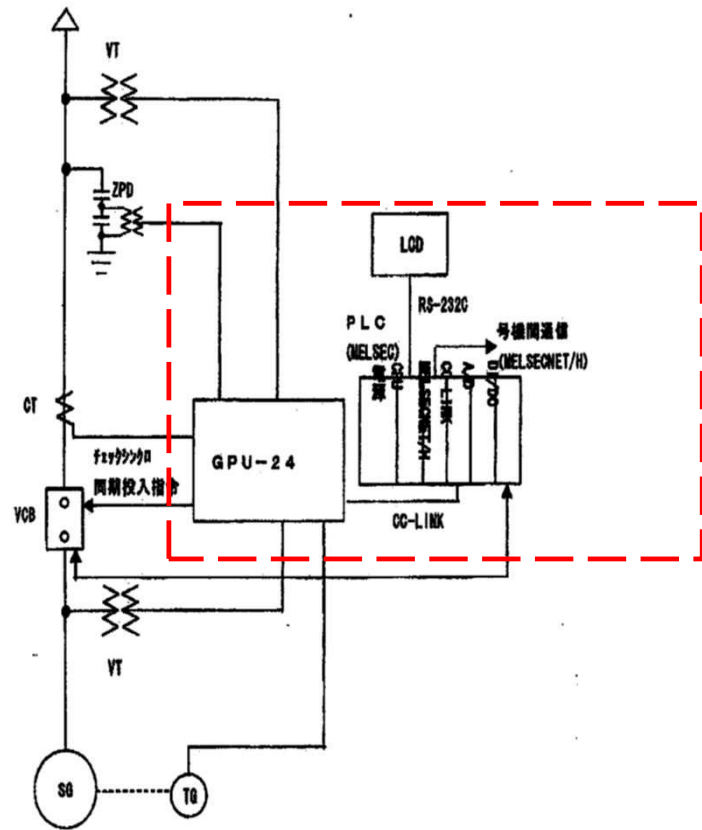 VT
ZPD
LCD
RS-232C
PLC
(MELSEC)
号機間通信
(MELSECNET/H)
電源
CPU
MELSECNET/H
CC-LINK
A/D
DI/DO
CT
GPU-24
ﾁｪｯｸｼﾝｸﾛ
同期投入指令
VCB
CC-LINK
VT
SG
TG